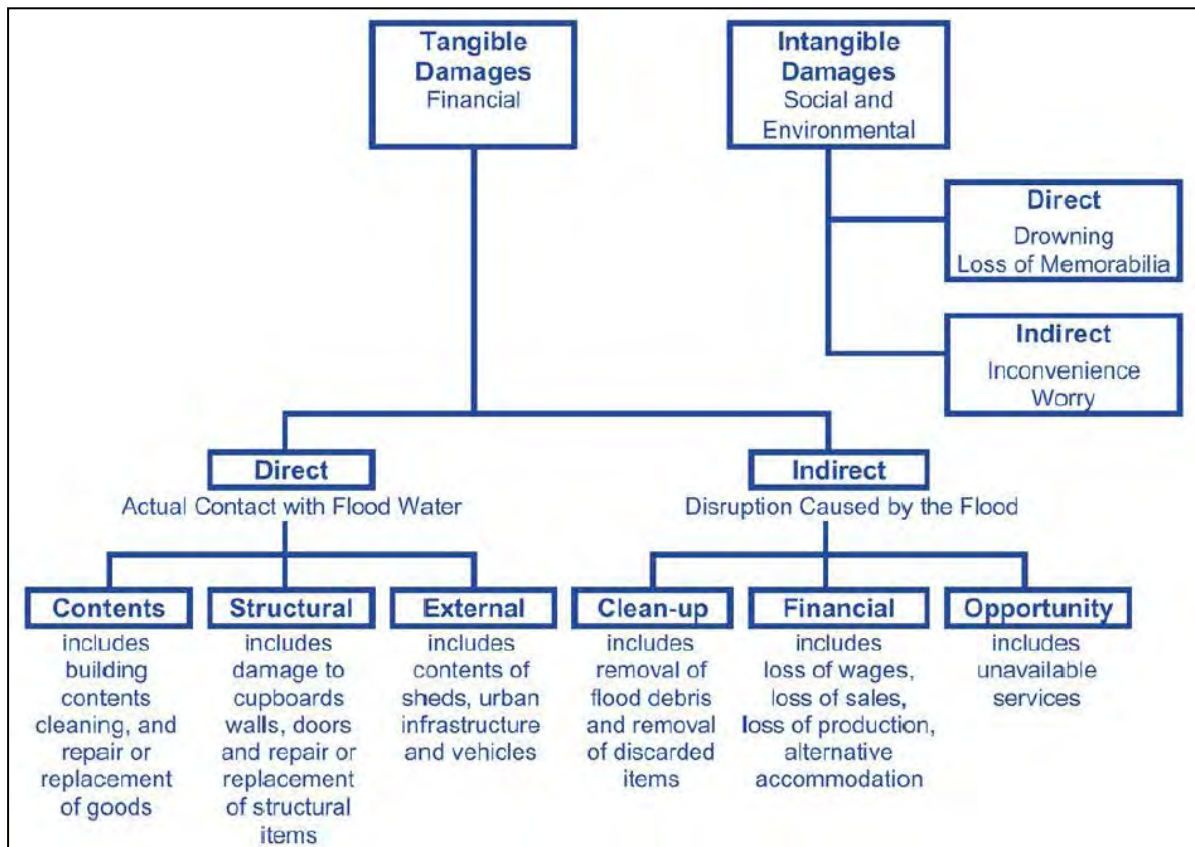 Tangible
Damages
Financial
Intangible
Damages
Social and
Environmental
Direct
Drowning
Loss of Memorabilia
Indirect
Inconvenience
Worry
Direct
Actual Contact with Flood Water
Indirect
Disruption Caused by the Flood
Contents
includes
building
contents
cleaning, and
repair or
replacement
of goods
Structural
includes
damage to
cupboards
walls, doors
and repair or
replacement
of structural
items
External
includes
contents of
sheds, urban
infrastructure
and vehicles
Clean-up
includes
removal of
flood debris
and removal
of discarded
items
Financial
includes
loss of wages,
loss of sales,
loss of production,
alternative
accommodation
Opportunity
includes
unavailable
services